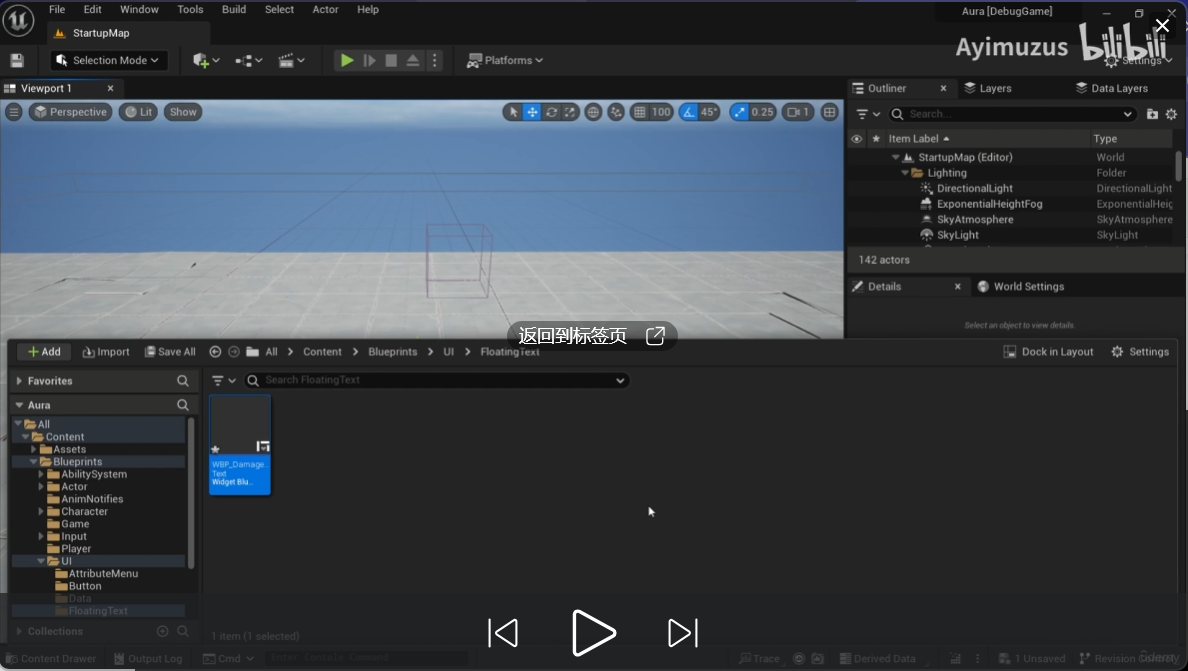 File Edit Window Tools Build Select Actor Help
Aura [DebugGame]
StartupMap
Ayimuzus bilibili
Selection Mode
Platforms
Settings
Viewport 1
Outliner
Layers
Data Layers
Perspective
Lit
Show
100
45°
0.25
1
Search...
Item Label
Type
StartupMap (Editor)
World
Lighting
Folder
DirectionalLight
DirectionalLight
ExponentialHeightFog
ExponentialHeig
SkyAtmosphere
SkyAtmosphere
SkyLight
SkyLight
142 actors
Details
World Settings
Select an object to view details.
返回到标签页
Add
Import
Save All
All
Content
Blueprints
UI
FloatingText
Dock in Layout
Settings
Favorites
Search FloatingText
Aura
All
Content
Assets
Blueprints
AbilitySystem
Actor
AnimNotifies
Character
Game
Input
Player
UI
AttributeMenu
Button
Data
FloatingText
WBP_Damage
Text
Widget Blu...
Collections
1 item (1 selected)
Content Drawer
Output Log
Cmd
Enter Console Command
Trace
Derived Data
1 Unsaved
Revision Control